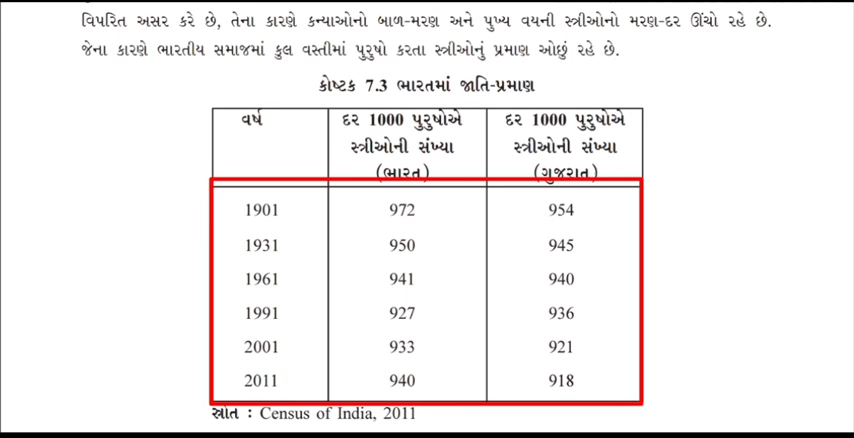 વિપરિત અસર કરે છે, તેના કારણે કન્યાઓનો બાળ-મરણ અને પુખ્ય વયની સ્ત્રીઓનો મરણ-દર ઊંચો રહે છે.
જેના કારણે ભારતીય સમાજમાં કુલ વસ્તીમાં પુરુષો કરતા સ્ત્રીઓનું પ્રમાણ ઓછું રહે છે.
કોષ્ટક 7.3 ભારતમાં જાતિ-પ્રમાણ
વર્ષ દર 1000 પુરુષોએ દર 1000 પુરુષોએ
સ્ત્રીઓની સંખ્યા સ્ત્રીઓની સંખ્યા
(ભારત) (ગુજરાત)
1901 972 954
1931 950 945
1961 941 940
1991 927 936
2001 933 921
2011 940 918
સ્રોત : Census of India, 2011